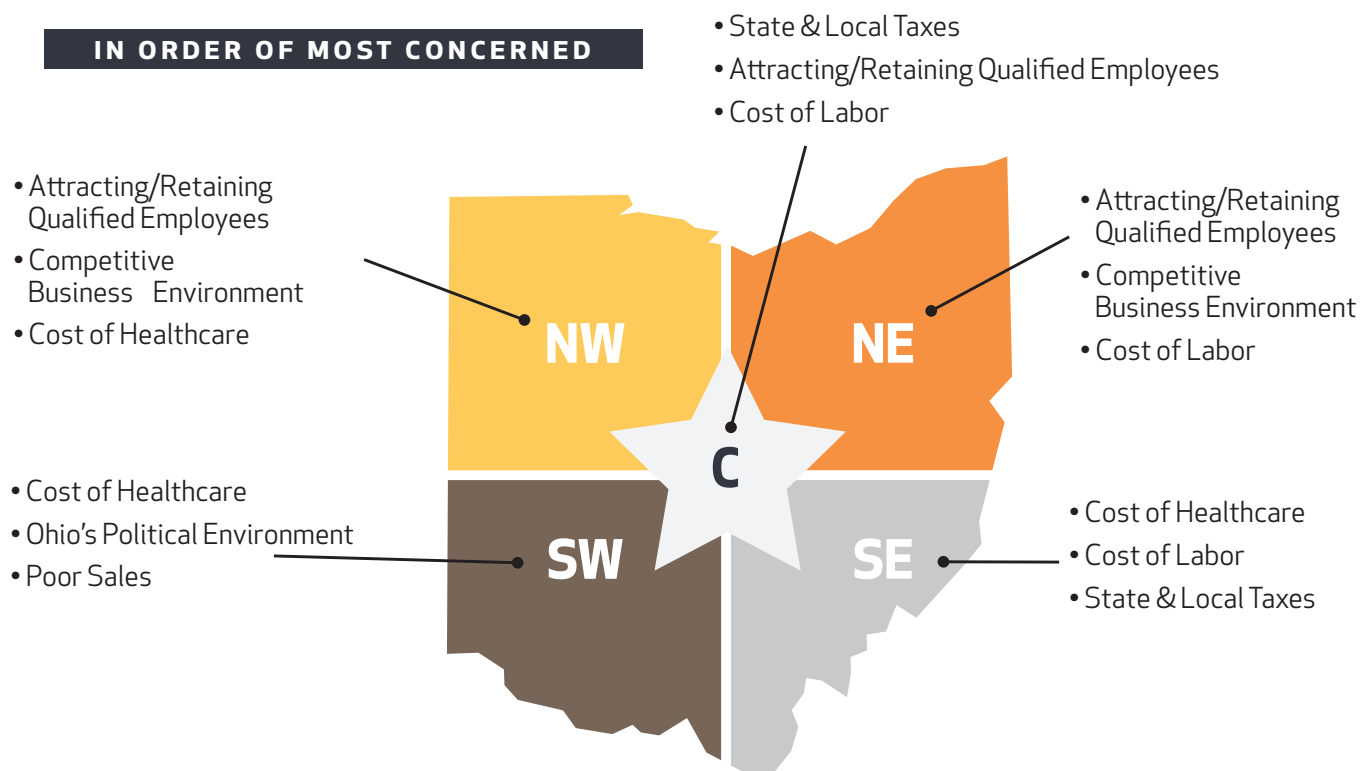 IN ORDER OF MOST CONCERNED
• State & Local Taxes
• Attracting/Retaining Qualified Employees
• Cost of Labor
• Attracting/Retaining
Qualified Employees
• Competitive
Business Environment
• Cost of Healthcare
• Attracting/Retaining
Qualified Employees
• Competitive
Business Environment
• Cost of Labor
NW
NE
C
• Cost of Healthcare
• Ohio's Political Environment
• Poor Sales
SW
SE
• Cost of Healthcare
• Cost of Labor
• State & Local Taxes